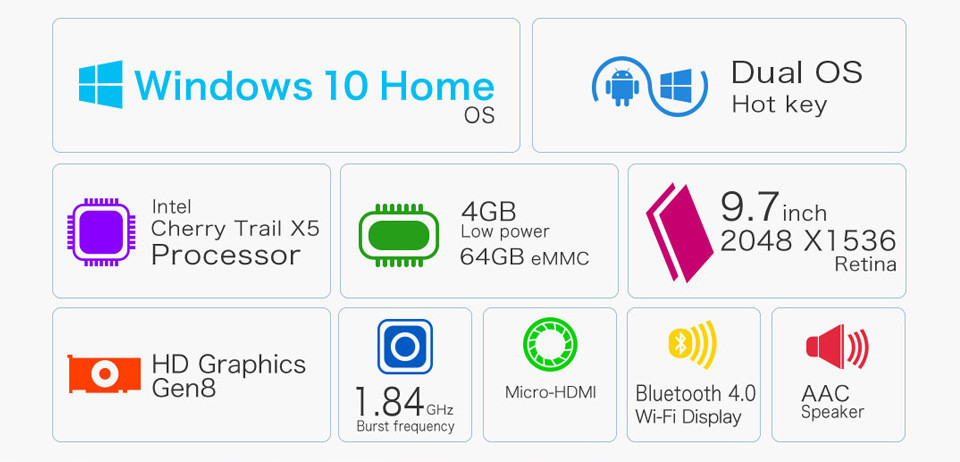 Windows 10 Home
OS
Dual OS
Hot key
Intel
Cherry Trail X5
Processor
4GB
Low power
64GB eMMC
9.7inch
2048 X1536
Retina
HD Graphics
Gen8
1.84GHz
Burst frequency
Micro-HDMI
Bluetooth 4.0
Wi-Fi Display
AAC
Speaker